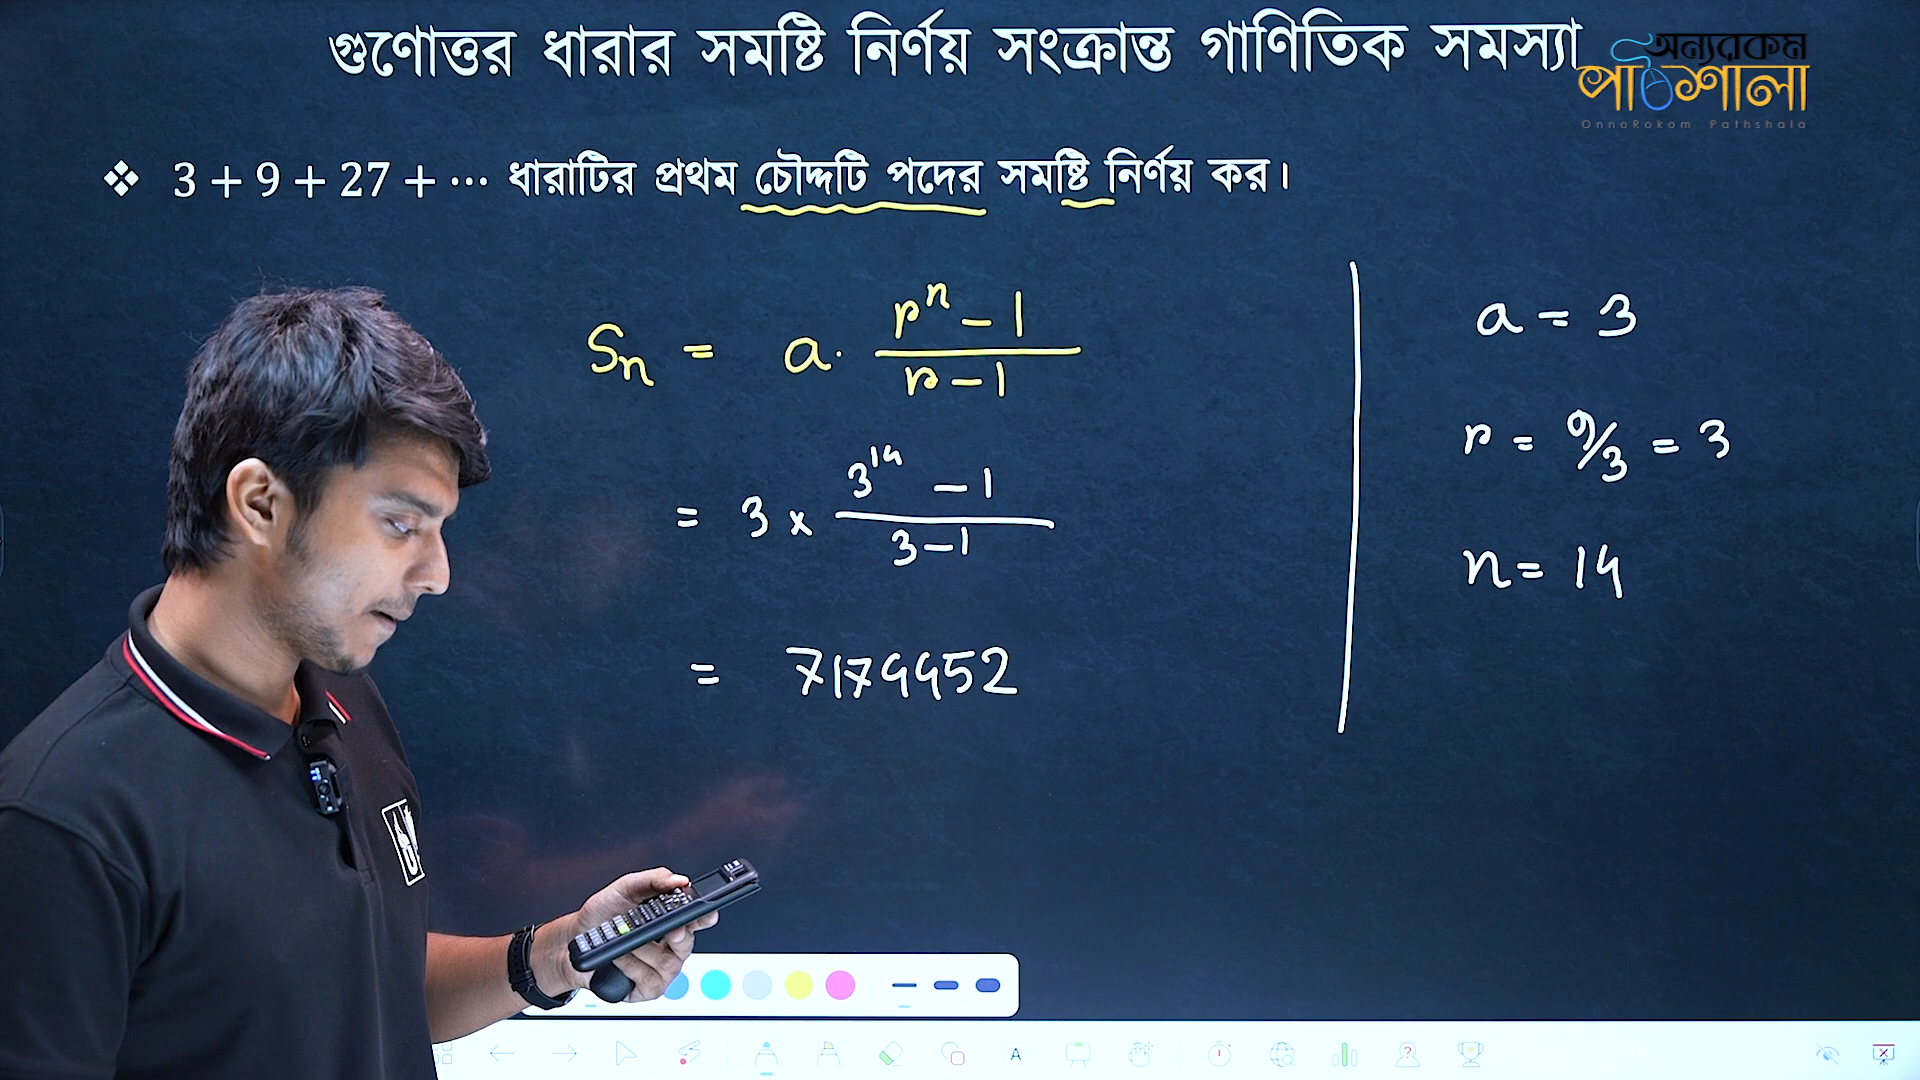 গুণোত্তর ধারার সমষ্টি নির্ণয় সংক্রান্ত গাণিতিক সমস্যা
অন্যরকম
পাঠশালা
OnnoRokom Pathshala
❖ 3 + 9 + 27 + ⋯ ধারাটির প্রথম চৌদ্দটি পদের সমষ্টি নির্ণয় কর।
Sn = a · (r^n − 1)/(r − 1)
= 3 × (3^14 − 1)/(3 − 1)
= 7174452
a = 3
r = 9/3 = 3
n = 14
A